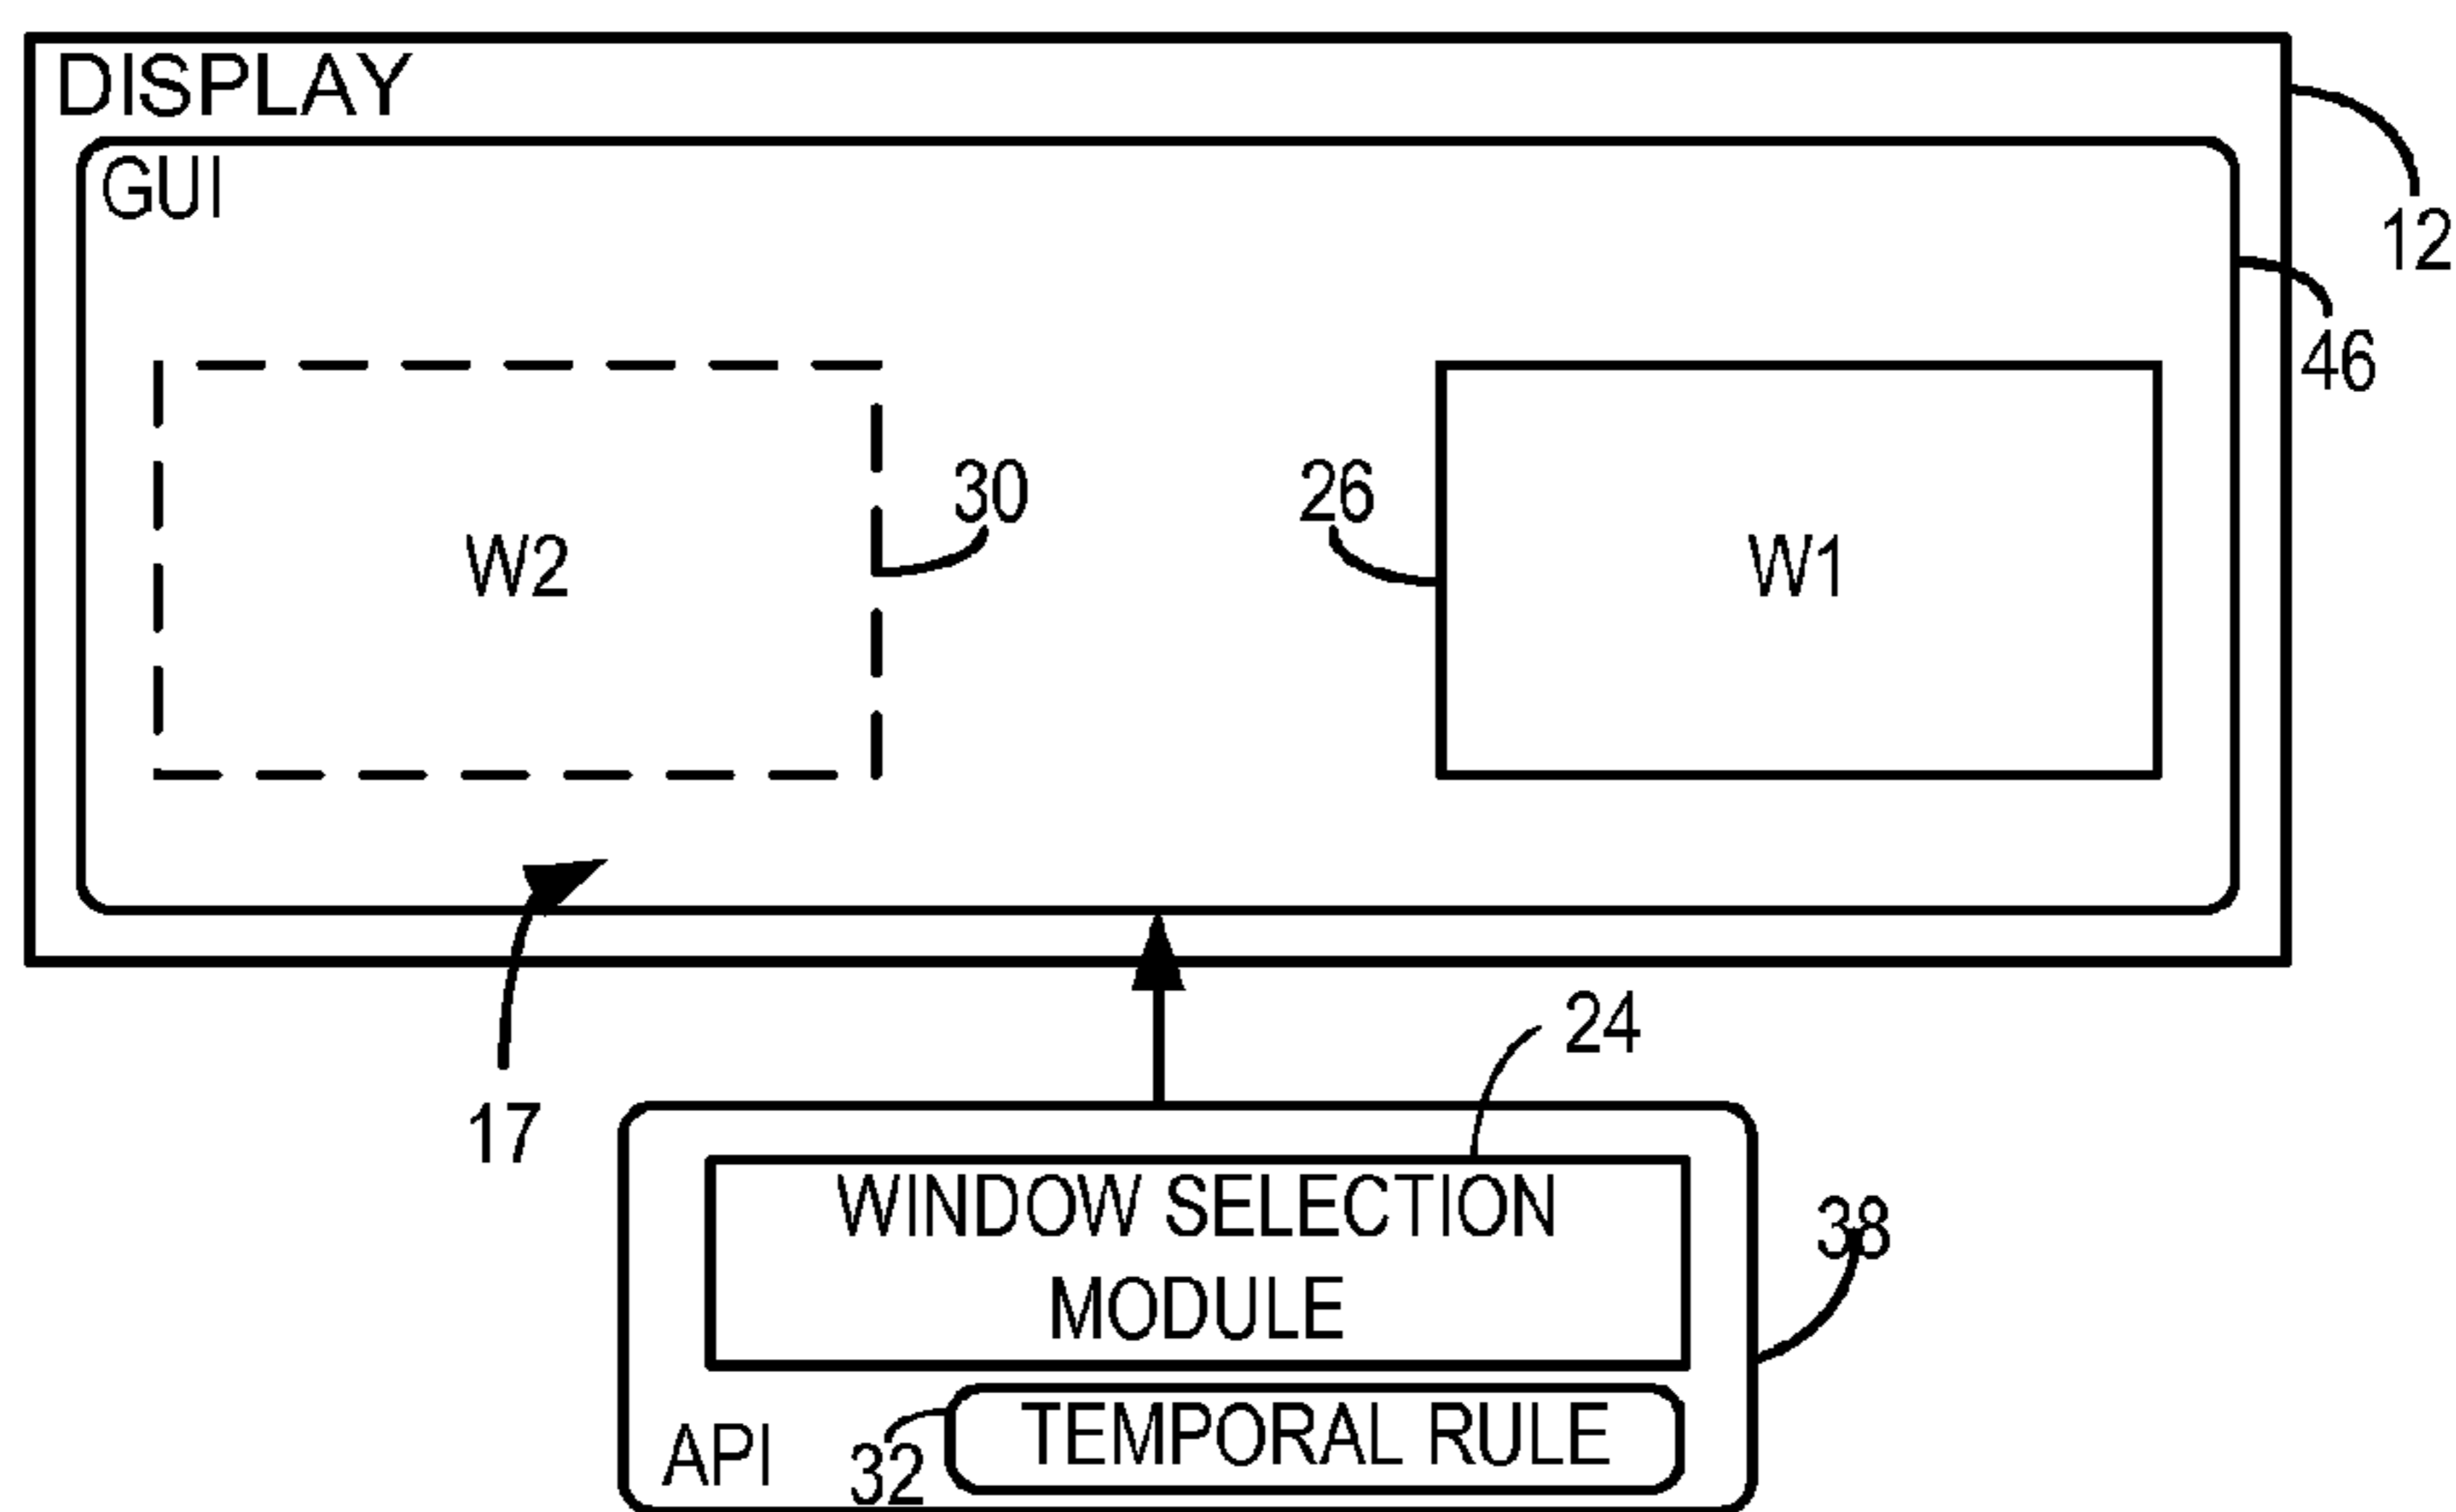 DISPLAY
GUI
12
46
30
26
W2
W1
24
17
WINDOW SELECTION
MODULE
38
API
32
TEMPORAL RULE